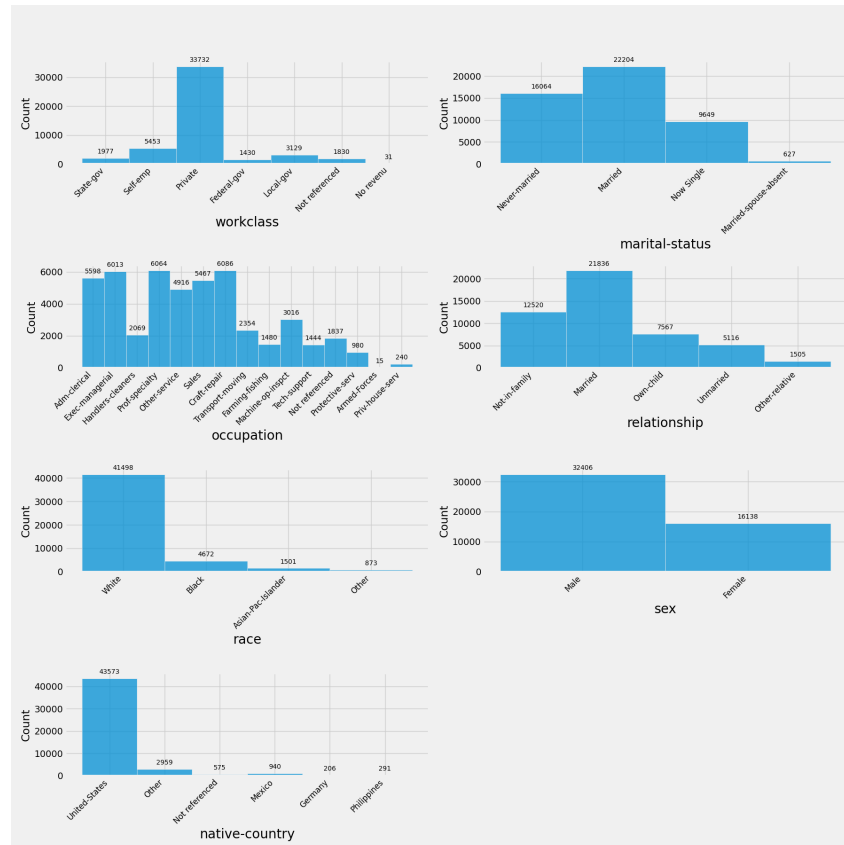 33732
30000
20000
10000
0
Count
1977
5453
1430
3129
1830
31
State-gov
Self-emp
Private
Federal-gov
Local-gov
Not referenced
No revenu
workclass
22204
20000
15000
10000
5000
0
Count
16064
9649
627
Never-married
Married
Now Single
Married-spouse-absent
marital-status
6000
4000
2000
0
Count
5598
6013
2069
6064
4916
5467
6086
2354
1480
3016
1444
1837
980
15
240
Adm-clerical
Exec-managerial
Handlers-cleaners
Prof-specialty
Other-service
Sales
Craft-repair
Transport-moving
Farming-fishing
Machine-op-inspct
Tech-support
Not referenced
Protective-serv
Armed-Forces
Priv-house-serv
occupation
21836
20000
15000
10000
5000
0
Count
12520
7567
5116
1505
Not-in-family
Married
Own-child
Unmarried
Other-relative
relationship
41498
40000
30000
20000
10000
0
Count
4672
1501
873
White
Black
Asian-Pac-Islander
Other
race
32406
30000
20000
10000
0
Count
16138
Male
Female
sex
43573
40000
30000
20000
10000
0
Count
2959
575
940
206
291
United-States
Other
Not referenced
Mexico
Germany
Philippines
native-country